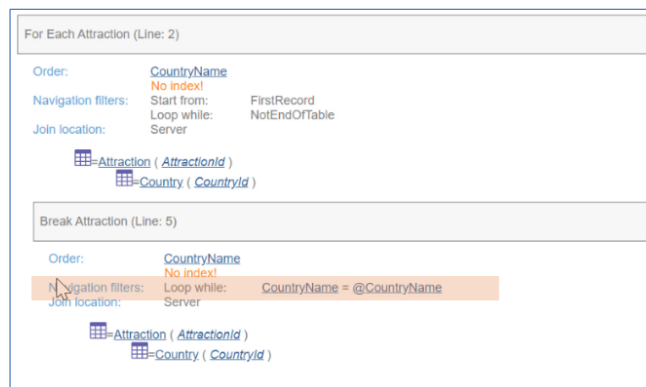 For Each Attraction (Line: 2)
Order: CountryName
No index!
Navigation filters: Start from: FirstRecord
Loop while: NotEndOfTable
Join location: Server
=Attraction ( AttractionId )
=Country ( CountryId )
Break Attraction (Line: 5)
Order: CountryName
No index!
Navigation filters: Loop while: CountryName = @CountryName
Join location: Server
=Attraction ( AttractionId )
=Country ( CountryId )